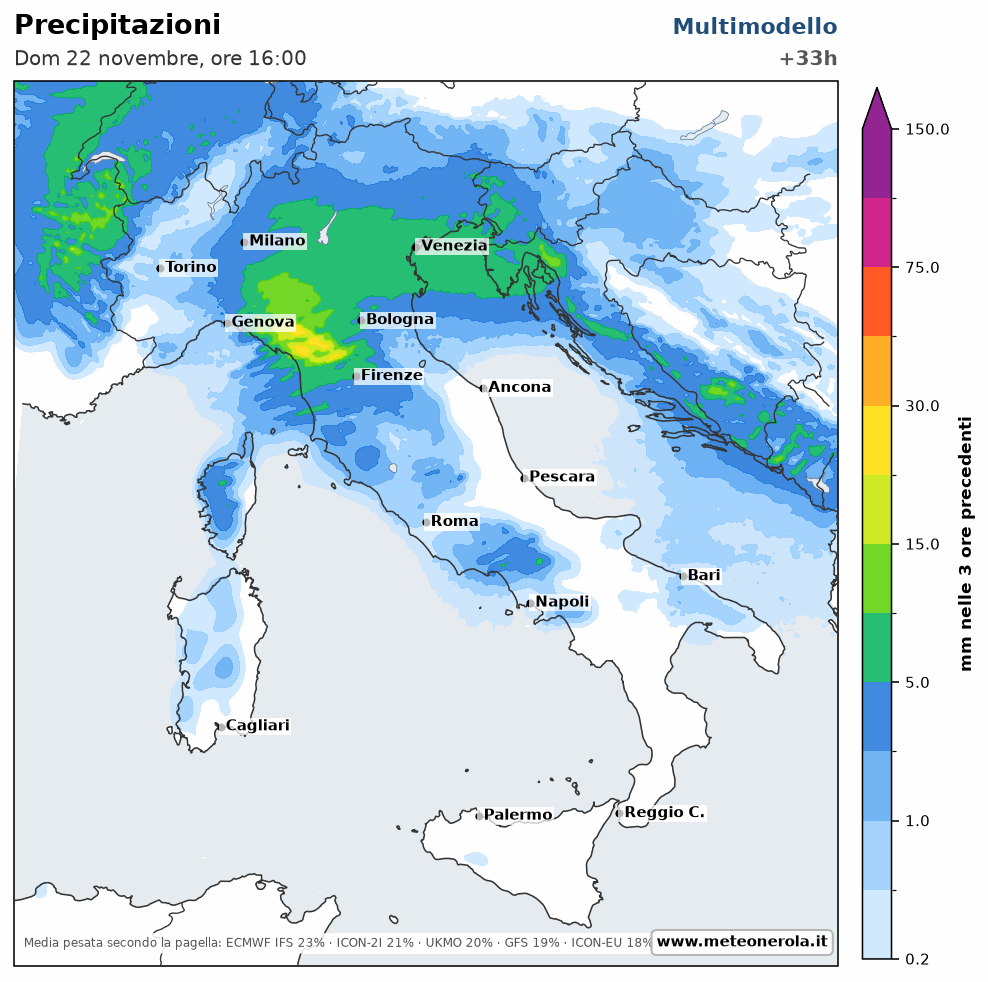 Precipitazioni
Multimodello
Dom 22 novembre, ore 16:00
+33h
150.0
75.0
30.0
15.0
5.0
1.0
0.2
mm nelle 3 ore precedenti
Milano
Venezia
Torino
Genova
Bologna
Firenze
Ancona
Pescara
Roma
Bari
Napoli
Cagliari
Palermo
Reggio C.
Media pesata secondo la pagella: ECMWF IFS 23% · ICON-2I 21% · UKMO 20% · GFS 19% · ICON-EU 18%
www.meteonerola.it